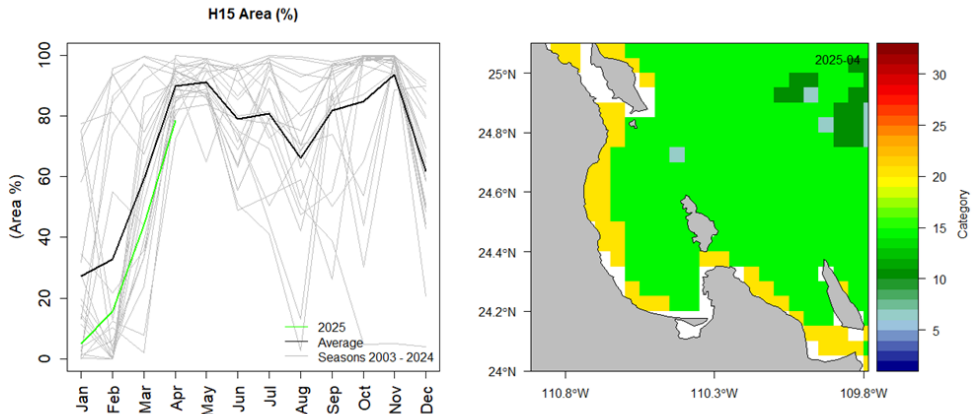 H15 Area (%)
(Area %)
100
80
60
40
20
0
Jan
Feb
Mar
Apr
May
Jun
Jul
Aug
Sep
Oct
Nov
Dec
2025
Average
Seasons 2003 - 2024
2025-04
25°N
24.8°N
24.6°N
24.4°N
24.2°N
24°N
110.8°W
110.3°W
109.8°W
30
25
20
15
10
5
Category